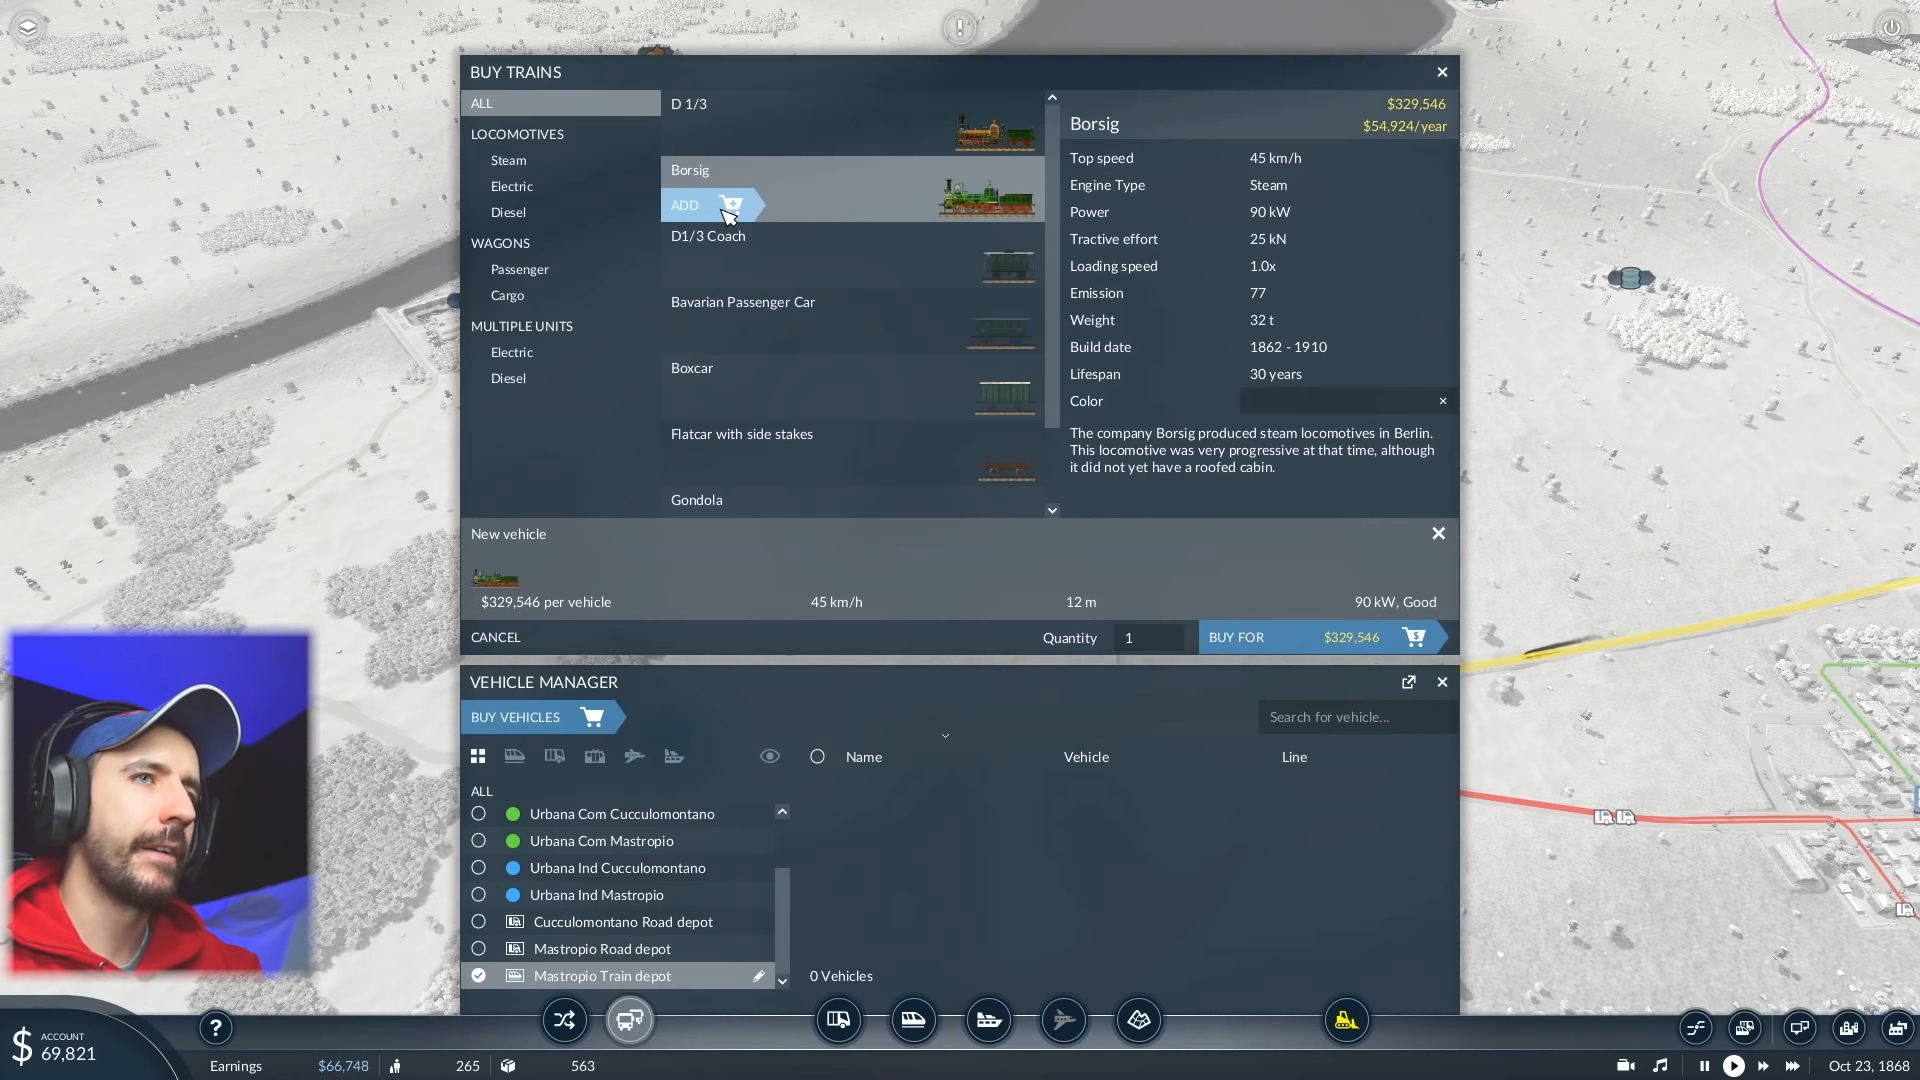 BUY TRAINS
ALL
LOCOMOTIVES
Steam
Electric
Diesel
WAGONS
Passenger
Cargo
MULTIPLE UNITS
Electric
Diesel
D 1/3
Borsig
ADD
D1/3 Coach
Bavarian Passenger Car
Boxcar
Flatcar with side stakes
Gondola
$329,546
Borsig
$54,924/year
Top speed 45 km/h
Engine Type Steam
Power 90 kW
Tractive effort 25 kN
Loading speed 1.0x
Emission 77
Weight 32 t
Build date 1862 - 1910
Lifespan 30 years
Color
The company Borsig produced steam locomotives in Berlin.
This locomotive was very progressive at that time, although
it did not yet have a roofed cabin.
New vehicle
$329,546 per vehicle 45 km/h 12 m 90 kW, Good
CANCEL Quantity 1 BUY FOR $329,546
VEHICLE MANAGER
BUY VEHICLES Search for vehicle...
Name Vehicle Line
ALL
Urbana Com Cucculomontano
Urbana Com Mastropio
Urbana Ind Cucculomontano
Urbana Ind Mastropio
Cucculomontano Road depot
Mastropio Road depot
Mastropio Train depot 0 Vehicles
?
$ ACCOUNT
69,821
Earnings $66,748 265 563 Oct 23, 1868